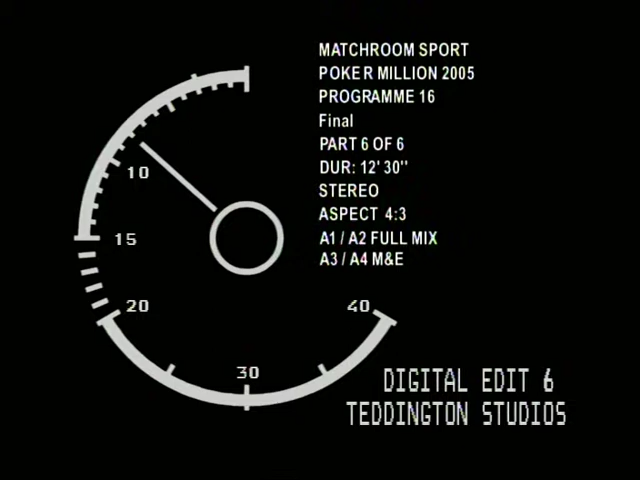 MATCHROOM SPORT
POKER MILLION 2005
PROGRAMME 16
Final
PART 6 OF 6
DUR: 12' 30''
STEREO
ASPECT 4:3
A1 / A2 FULL MIX
A3 / A4 M&E
10
15
20
30
40
DIGITAL EDIT 6
TEDDINGTON STUDIOS